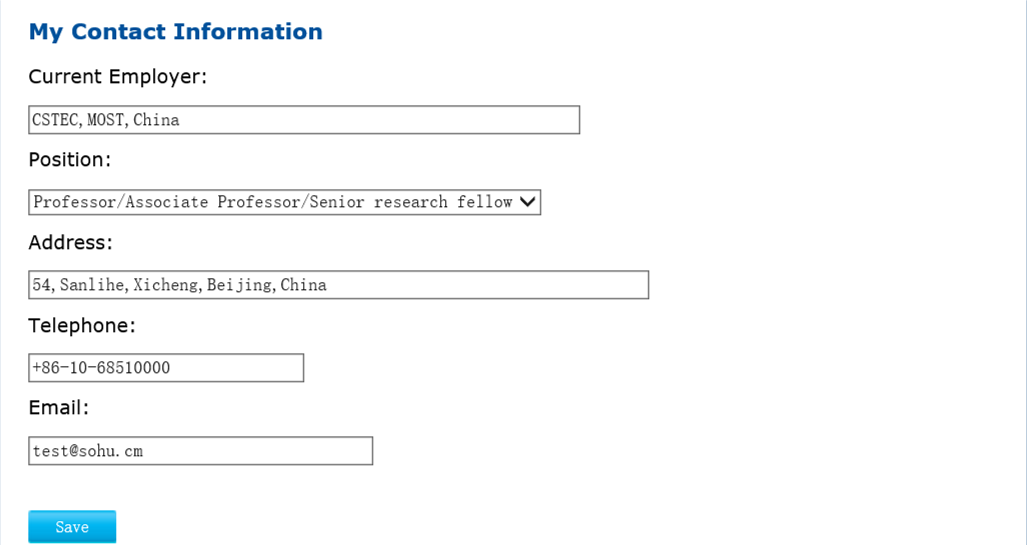 My Contact Information
Current Employer:
CSTEC,MOST,China
Position:
Professor/Associate Professor/Senior research fellow
Address:
54,Sanlihe,Xicheng,Beijing,China
Telephone:
+86-10-68510000
Email:
test@sohu.cm
Save